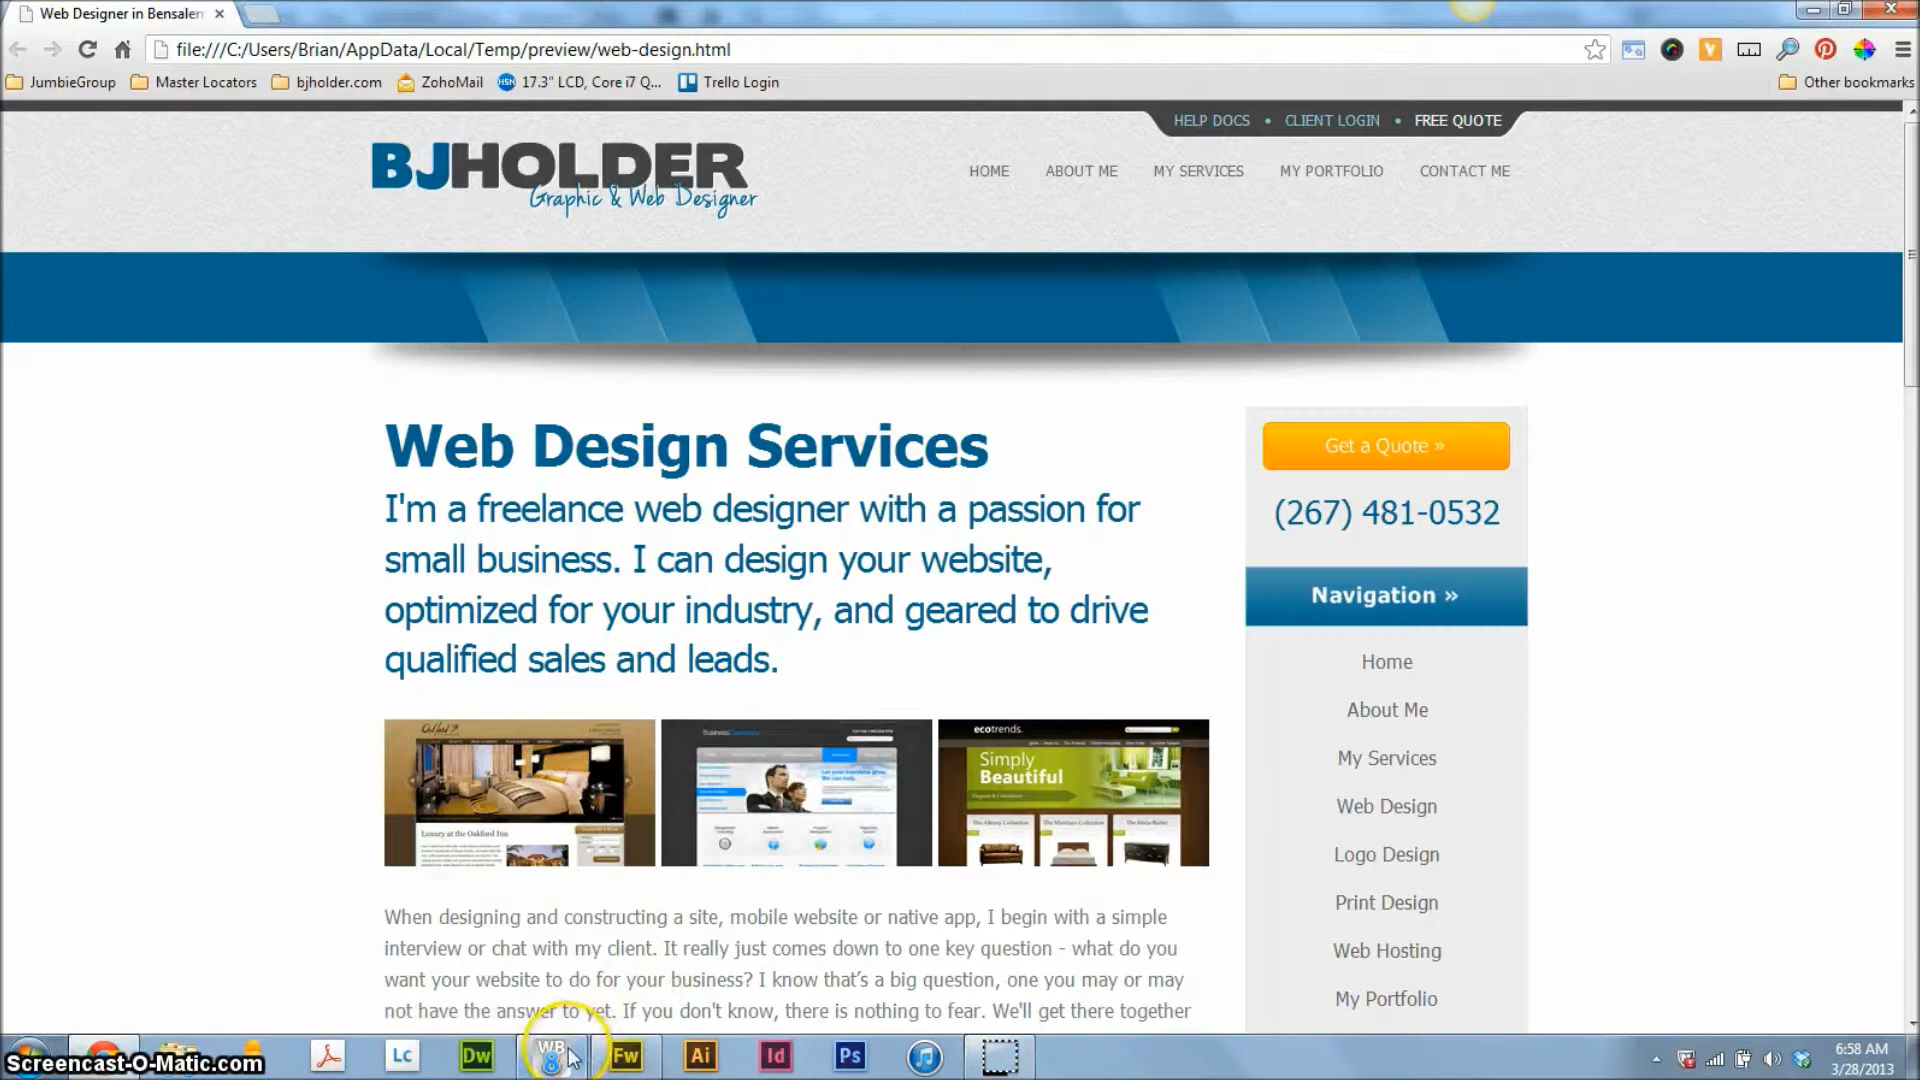 Web Designer in Bensalem
file:///C:/Users/Brian/AppData/Local/Temp/preview/web-design.html
JumbieGroup
Master Locators
bjholder.com
ZohoMail
HSN
17.3" LCD, Core i7 Q...
Trello Login
Other bookmarks
HELP DOCS • CLIENT LOGIN • FREE QUOTE
BJHOLDER
Graphic & Web Designer
HOME
ABOUT ME
MY SERVICES
MY PORTFOLIO
CONTACT ME
Web Design Services
I'm a freelance web designer with a passion for
small business. I can design your website,
optimized for your industry, and geared to drive
qualified sales and leads.
Get a Quote »
(267) 481-0532
Navigation »
Home
About Me
My Services
Web Design
Logo Design
Print Design
Web Hosting
My Portfolio
Oakford
Luxury at the Oakford Inn
ecotrends.
Simply
Beautiful
When designing and constructing a site, mobile website or native app, I begin with a simple
interview or chat with my client. It really just comes down to one key question - what do you
want your website to do for your business? I know that's a big question, one you may or may
not have the answer to yet. If you don't know, there is nothing to fear. We'll get there together
Screencast-O-Matic.com
Lc
Dw
WB
8
Fw
Ai
Id
Ps
6:58 AM
3/28/2013